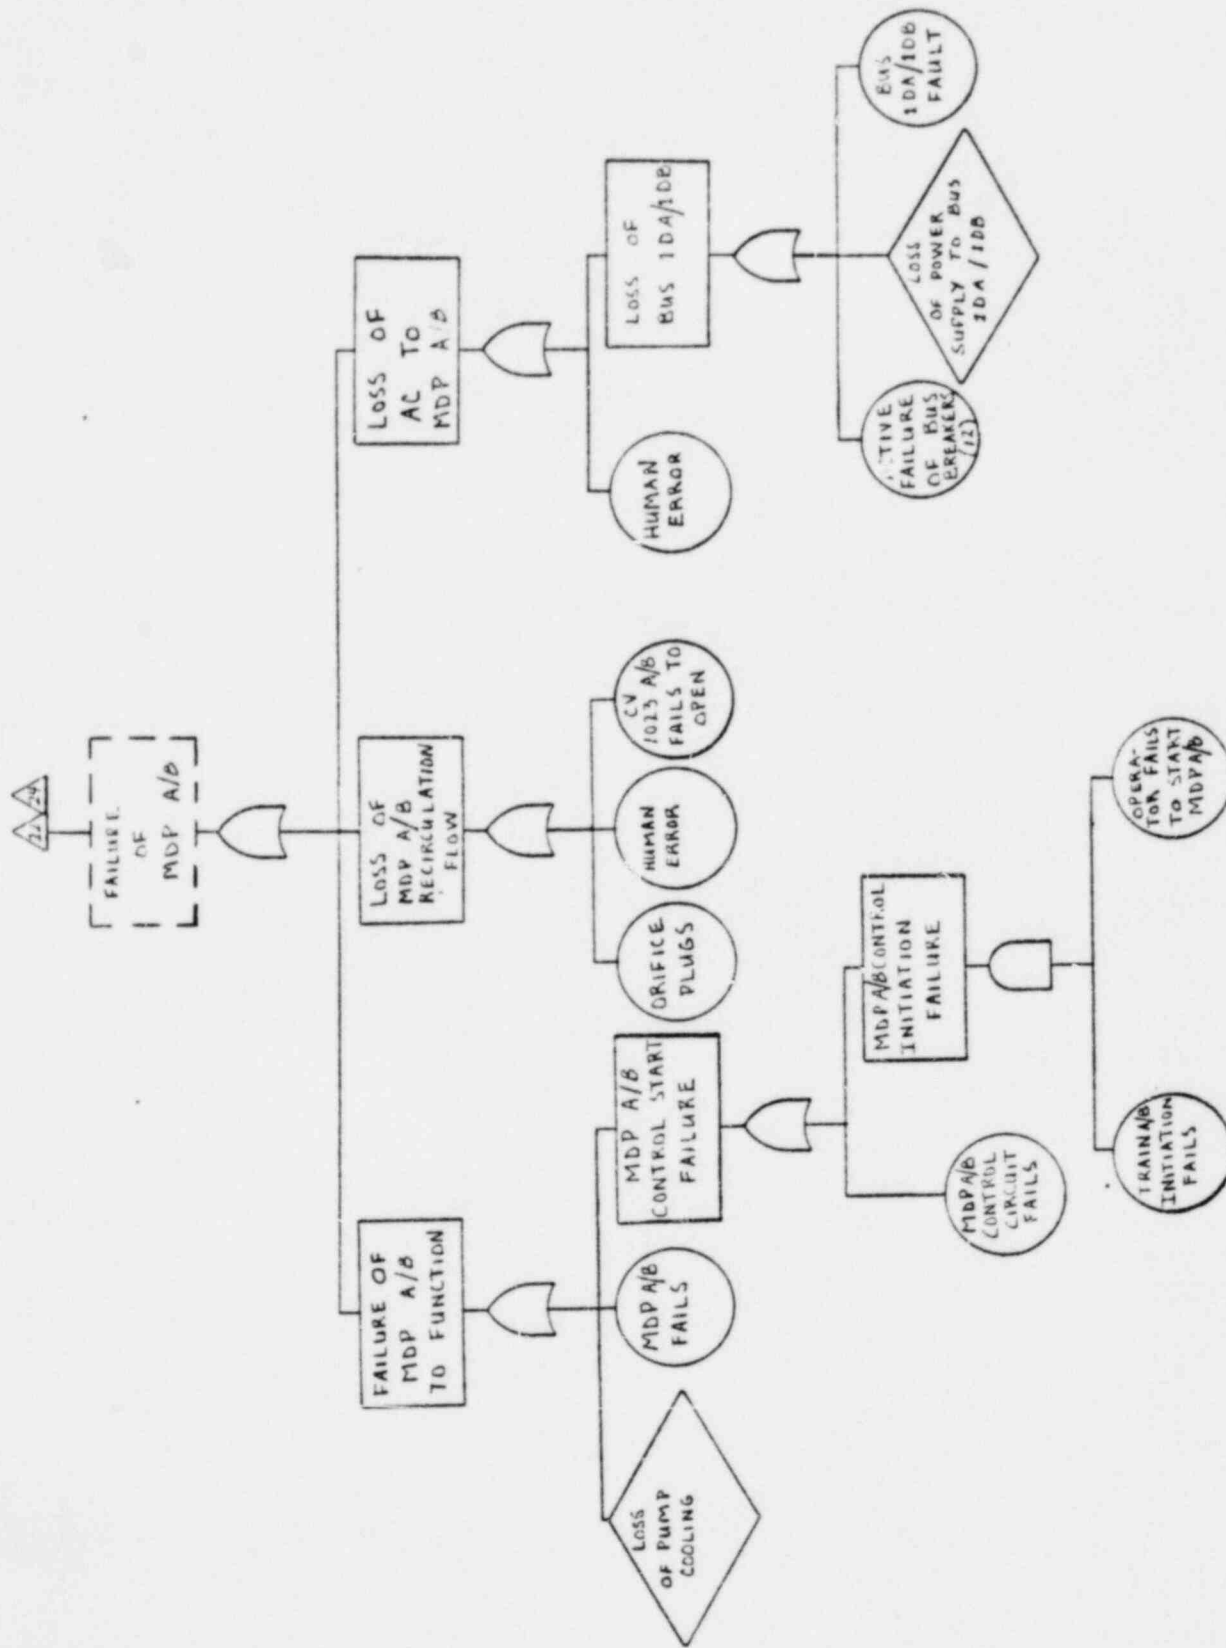 22 24
FAILURE
OF
MDP A/B
FAILURE OF
MDP A/B
TO FUNCTION
LOSS OF
MDP A/B
RECIRCULATION
FLOW
LOSS OF
AC TO
MDP A/B
LOSS
OF PUMP
COOLING
MDP A/B
FAILS
MDP A/B
CONTROL START
FAILURE
ORIFICE
PLUGS
HUMAN
ERROR
CV
1023 A/B
FAILS TO
OPEN
HUMAN
ERROR
LOSS OF
BUS 1DA/1DB
MDP A/B
CONTROL
CIRCUIT
FAILS
MDP A/B CONTROL
INITIATION
FAILURE
CTIVE
FAILURE
OF BUS
BREAKERS
(12)
LOSS
OF POWER
SUPPLY TO BUS
1DA / 1DB
BUS
1DA/1DB
FAULT
TRAIN A/B
INITIATION
FAILS
OPERA-
TOR FAILS
TO START
MDP A/B